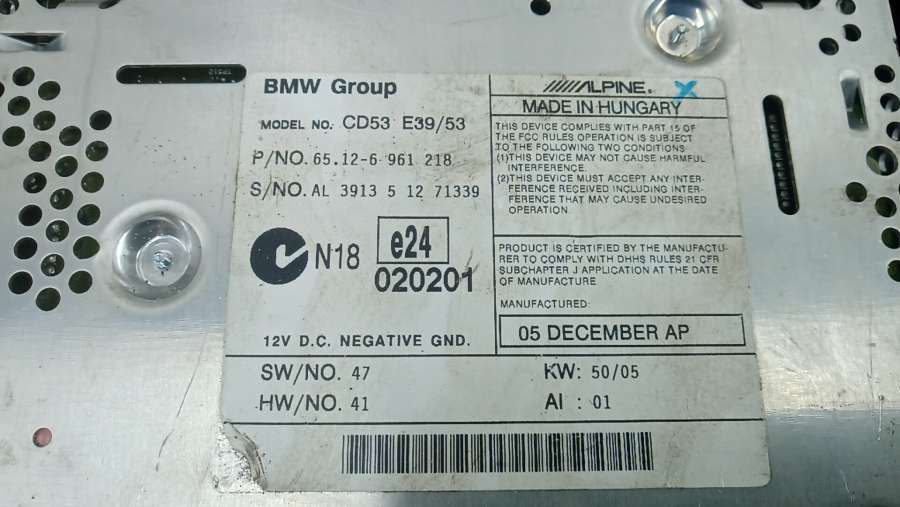 BMW Group
MODEL NO. CD53 E39/53
P/NO. 65.12-6 961 218
S/NO. AL 3913 5 12 71339
N18
e24
020201
12V D.C. NEGATIVE GND.
ALPINE®
MADE IN HUNGARY
THIS DEVICE COMPLIES WITH PART 15 OF
THE FCC RULES OPERATION IS SUBJECT
TO THE FOLLOWING TWO CONDITIONS
(1)THIS DEVICE MAY NOT CAUSE HARMFUL
INTERFERENCE.
(2)THIS DEVICE MUST ACCEPT ANY INTER-
FERENCE RECEIVED INCLUDING INTER-
FERENCE THAT MAY CAUSE UNDESIRED
OPERATION.
PRODUCT IS CERTIFIED BY THE MANUFACTU-
RER TO COMPLY WITH DHHS RULES 21 CFR
SUBCHAPTER J APPLICATION AT THE DATE
OF MANUFACTURE
MANUFACTURED:
05 DECEMBER AP
SW/NO. 47
KW: 50/05
HW/NO. 41
AI : 01